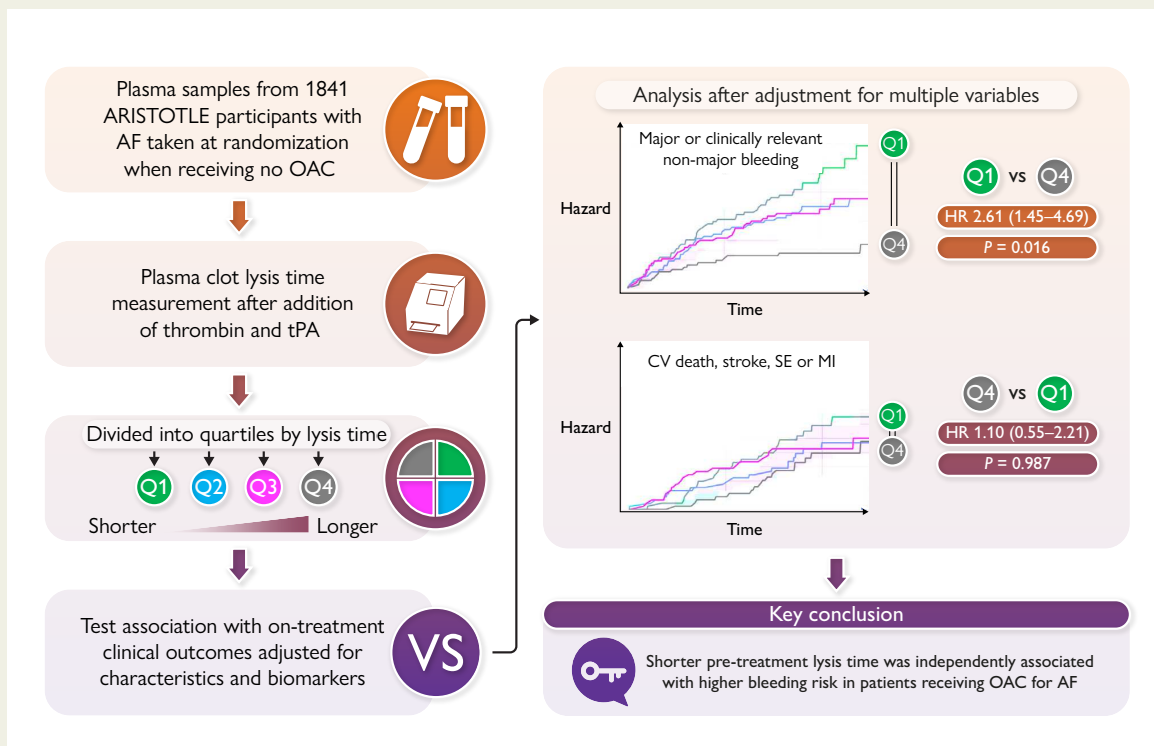 Plasma samples from 1841
ARISTOTLE participants with
AF taken at randomization
when receiving no OAC
Plasma clot lysis time
measurement after addition
of thrombin and tPA
Divided into quartiles by lysis time
Q1 Q2 Q3 Q4
Shorter Longer
Test association with on-treatment
clinical outcomes adjusted for
characteristics and biomarkers
VS
Analysis after adjustment for multiple variables
Major or clinically relevant
non-major bleeding
Hazard
Time
Q1
Q4
Q1 vs Q4
HR 2.61 (1.45–4.69)
P = 0.016
CV death, stroke, SE or MI
Hazard
Time
Q1
Q4
Q4 vs Q1
HR 1.10 (0.55–2.21)
P = 0.987
Key conclusion
Shorter pre-treatment lysis time was independently associated
with higher bleeding risk in patients receiving OAC for AF